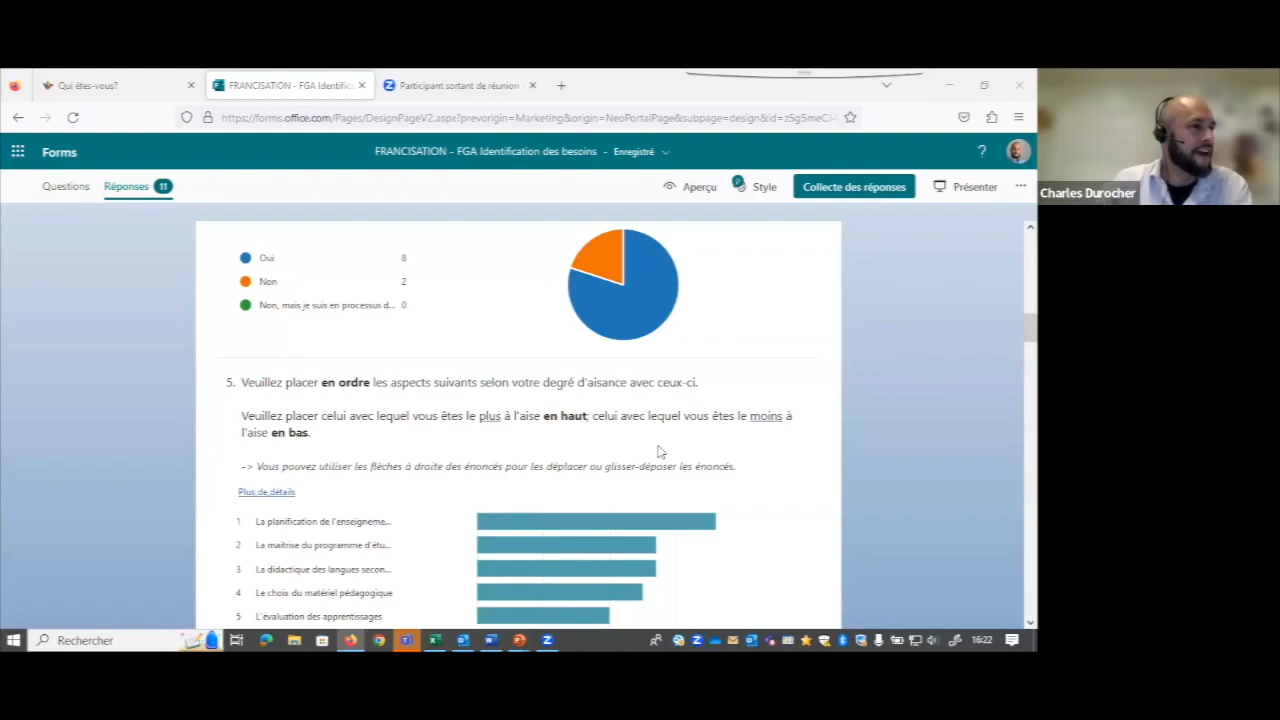 Qui êtes-vous?
FRANCISATION - FGA Identific
Participant sortant de réunion
https://forms.office.com/Pages/DesignPageV2.aspx?prevorigin=Marketing&origin=NeoPortalPage&subpage=design&id=z5g5meCJ
Forms
FRANCISATION - FGA Identification des besoins - Enregistré
?
Questions
Réponses 11
Aperçu
Style
Collecte des réponses
Présenter
Charles Durocher
Oui 8
Non 2
Non, mais je suis en processus d... 0
5. Veuillez placer en ordre les aspects suivants selon votre degré d'aisance avec ceux-ci.
Veuillez placer celui avec lequel vous êtes le plus à l'aise en haut; celui avec lequel vous êtes le moins à
l'aise en bas.
-> Vous pouvez utiliser les flèches à droite des énoncés pour les déplacer ou glisser-déposer les énoncés.
Plus de détails
1 La planification de l'enseigneme...
2 La maitrise du programme d'étu...
3 La didactique des langues secon...
4 Le choix du matériel pédagogique
5 L'évaluation des apprentissages
Rechercher
16:22